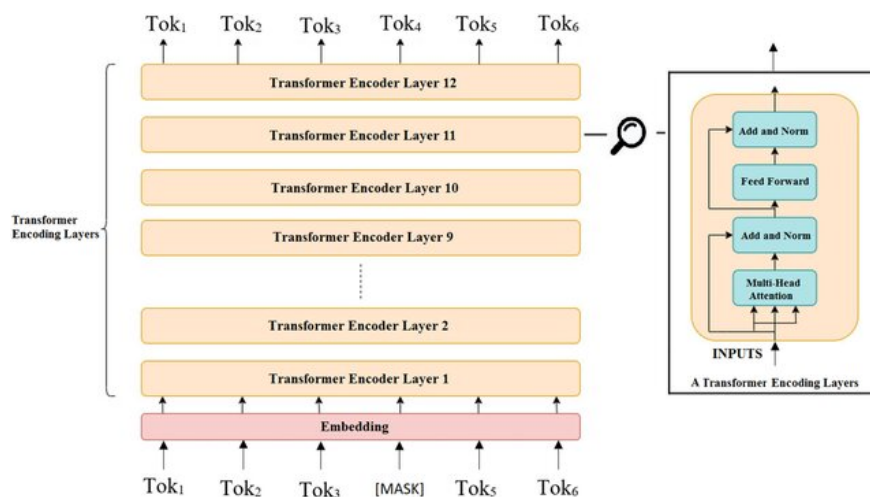 Tok₁ Tok₂ Tok₃ Tok₄ Tok₅ Tok₆
Transformer Encoder Layer 12
Transformer Encoder Layer 11
Transformer Encoder Layer 10
Transformer Encoder Layer 9
Transformer Encoder Layer 2
Transformer Encoder Layer 1
Embedding
Tok₁ Tok₂ Tok₃ [MASK] Tok₅ Tok₆
Transformer
Encoding Layers
Add and Norm
Feed Forward
Add and Norm
Multi-Head
Attention
INPUTS
A Transformer Encoding Layers